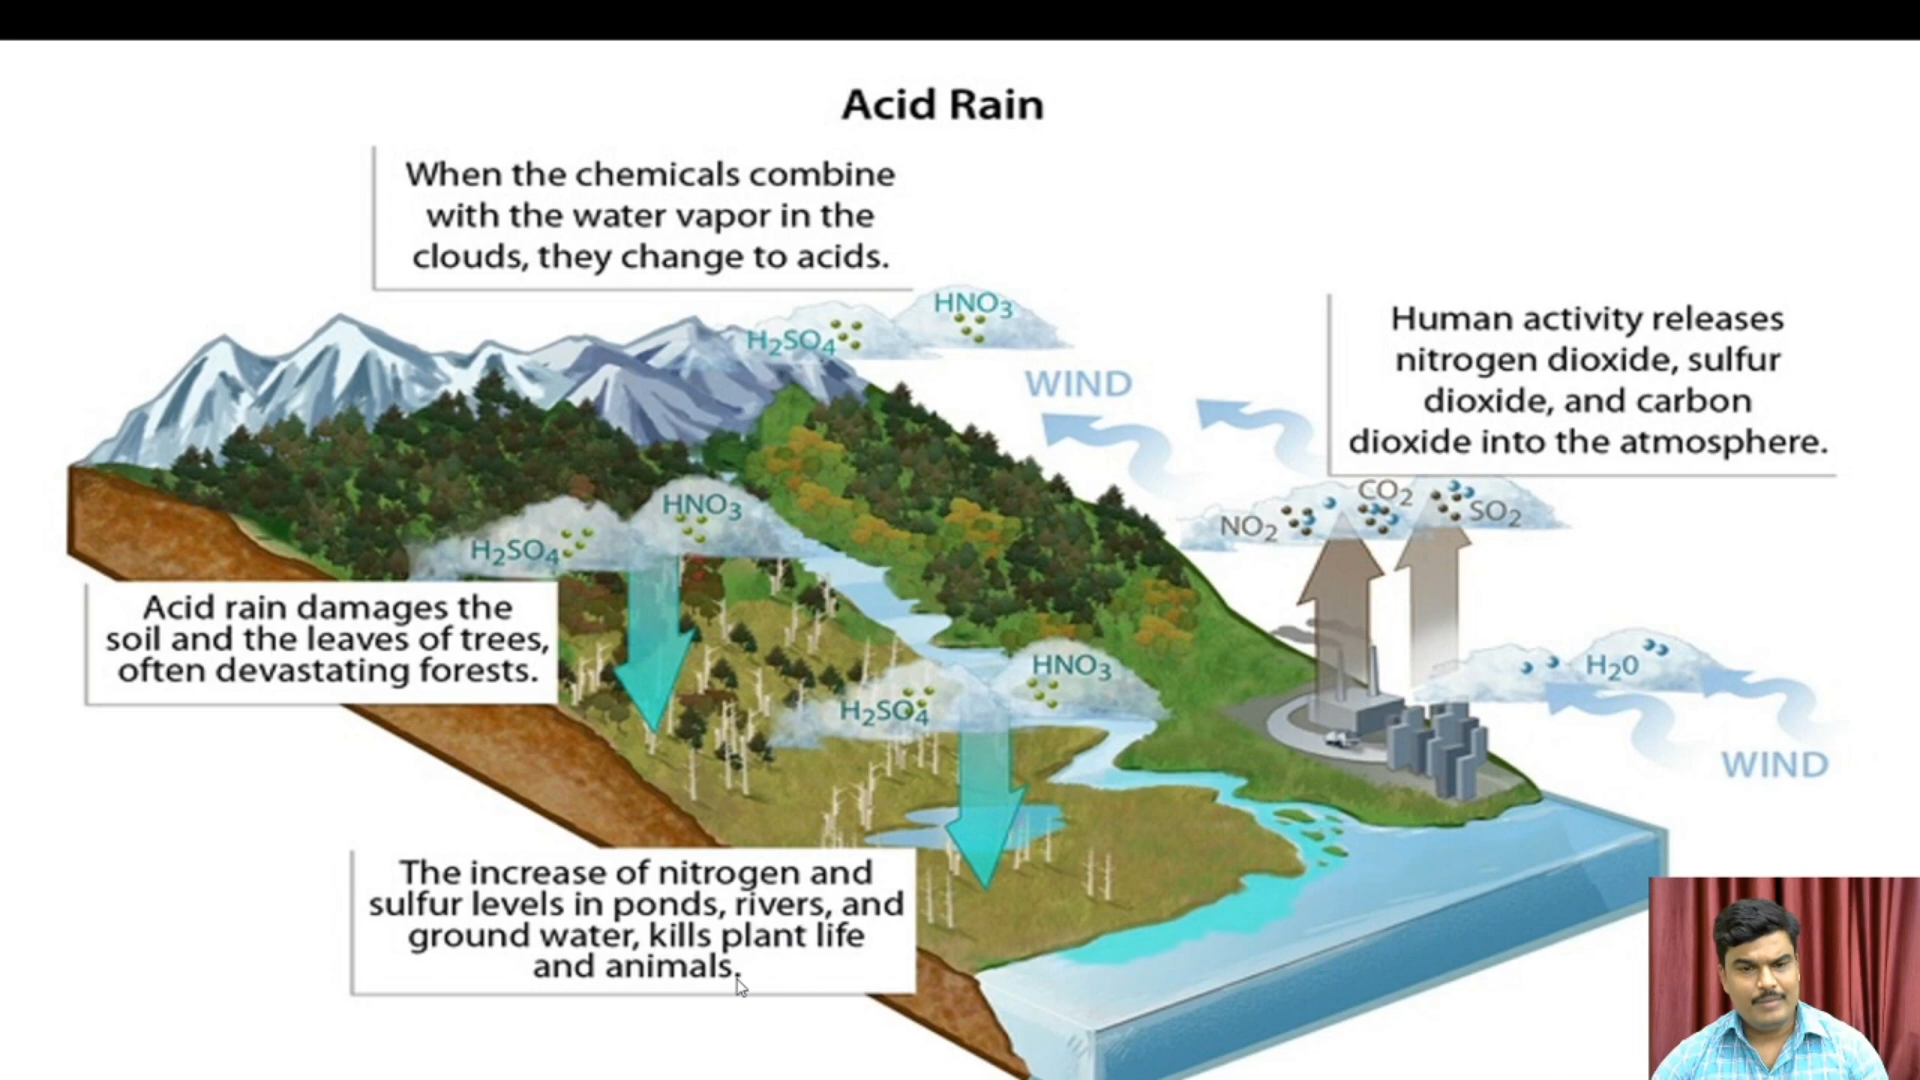 Acid Rain
When the chemicals combine
with the water vapor in the
clouds, they change to acids.
HNO3
H2SO4
WIND
Human activity releases
nitrogen dioxide, sulfur
dioxide, and carbon
dioxide into the atmosphere.
CO2
NO2
SO2
HNO3
H2SO4
Acid rain damages the
soil and the leaves of trees,
often devastating forests.
HNO3
H2SO4
H20
WIND
The increase of nitrogen and
sulfur levels in ponds, rivers, and
ground water, kills plant life
and animals.